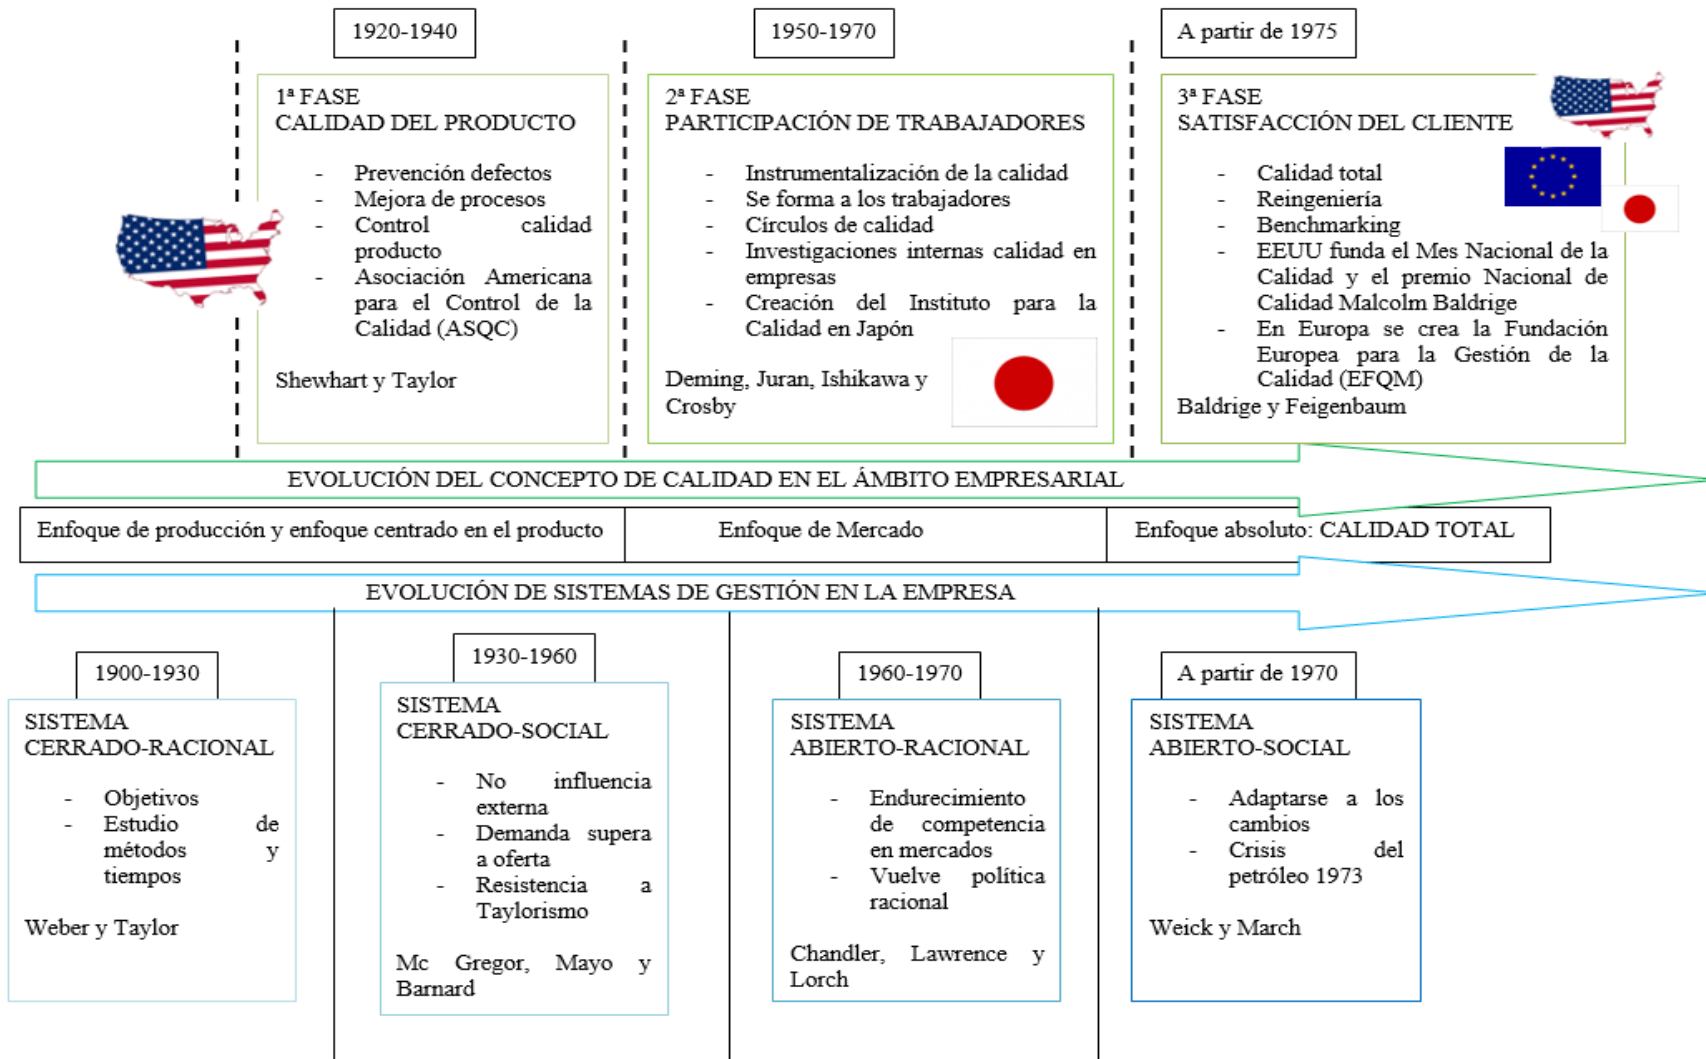 1920-1940
1ª FASE
CALIDAD DEL PRODUCTO
- Prevención defectos
- Mejora de procesos
- Control calidad
producto
- Asociación Americana
para el Control de la
Calidad (ASQC)
Shewhart y Taylor
1950-1970
2ª FASE
PARTICIPACIÓN DE TRABAJADORES
- Instrumentalización de la calidad
- Se forma a los trabajadores
- Círculos de calidad
- Investigaciones internas calidad en
empresas
- Creación del Instituto para la
Calidad en Japón
Deming, Juran, Ishikawa y
Crosby
A partir de 1975
3ª FASE
SATISFACCIÓN DEL CLIENTE
- Calidad total
- Reingeniería
- Benchmarking
- EEUU funda el Mes Nacional de la
Calidad y el premio Nacional de
Calidad Malcolm Baldrige
- En Europa se crea la Fundación
Europea para la Gestión de la
Calidad (EFQM)
Baldrige y Feigenbaum
EVOLUCIÓN DEL CONCEPTO DE CALIDAD EN EL ÁMBITO EMPRESARIAL
Enfoque de producción y enfoque centrado en el producto
Enfoque de Mercado
Enfoque absoluto: CALIDAD TOTAL
EVOLUCIÓN DE SISTEMAS DE GESTIÓN EN LA EMPRESA
1900-1930
SISTEMA
CERRADO-RACIONAL
- Objetivos
- Estudio de
métodos y
tiempos
Weber y Taylor
1930-1960
SISTEMA
CERRADO-SOCIAL
- No influencia
externa
- Demanda supera
a oferta
- Resistencia a
Taylorismo
Mc Gregor, Mayo y
Barnard
1960-1970
SISTEMA
ABIERTO-RACIONAL
- Endurecimiento
de competencia
en mercados
- Vuelve política
racional
Chandler, Lawrence y
Lorch
A partir de 1970
SISTEMA
ABIERTO-SOCIAL
- Adaptarse a los
cambios
- Crisis del
petróleo 1973
Weick y March